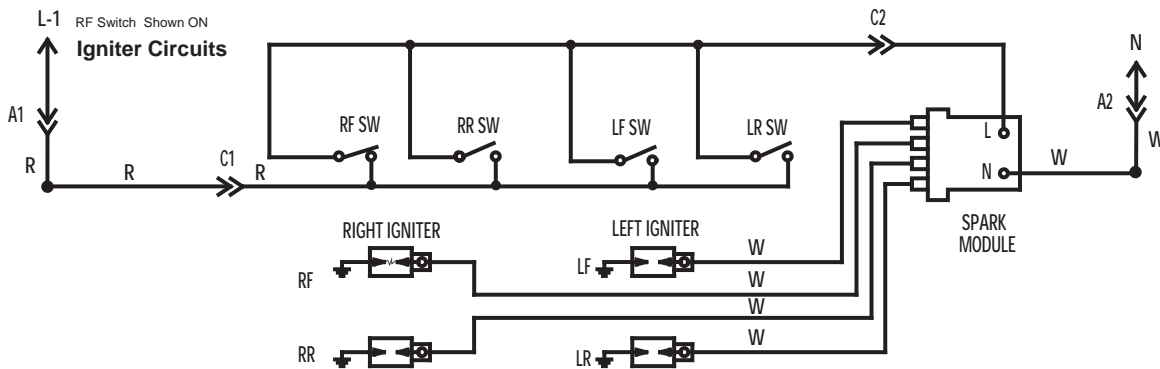 L-1 RF Switch Shown ON
Igniter Circuits
C2
N
A1
A2
RF SW
RR SW
LF SW
LR SW
L
R
R
C1
R
N
W
W
RIGHT IGNITER
LEFT IGNITER
SPARK
MODULE
W
RF
LF
W
W
W
RR
LR